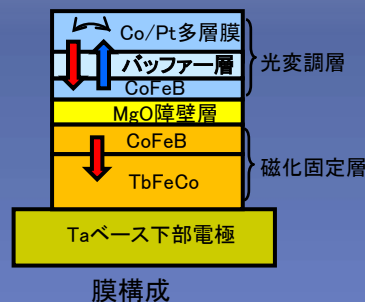 Co/Pt多層膜
バッファー層
光変調層
CoFeB
MgO障壁層
CoFeB
磁化固定層
TbFeCo
Taベース下部電極
膜構成